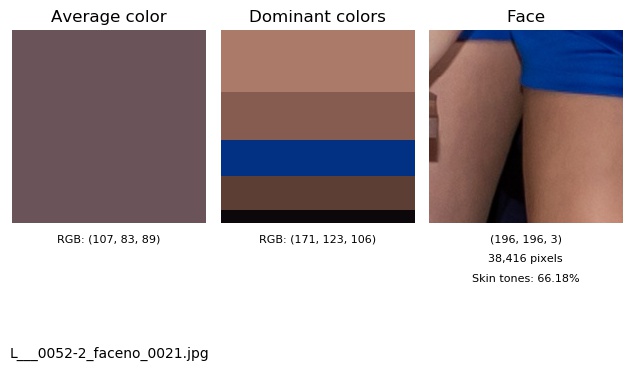 Average color
Dominant colors
Face
RGB: (107, 83, 89)
RGB: (171, 123, 106)
(196, 196, 3)
38,416 pixels
Skin tones: 66.18%
L___0052-2_faceno_0021.jpg